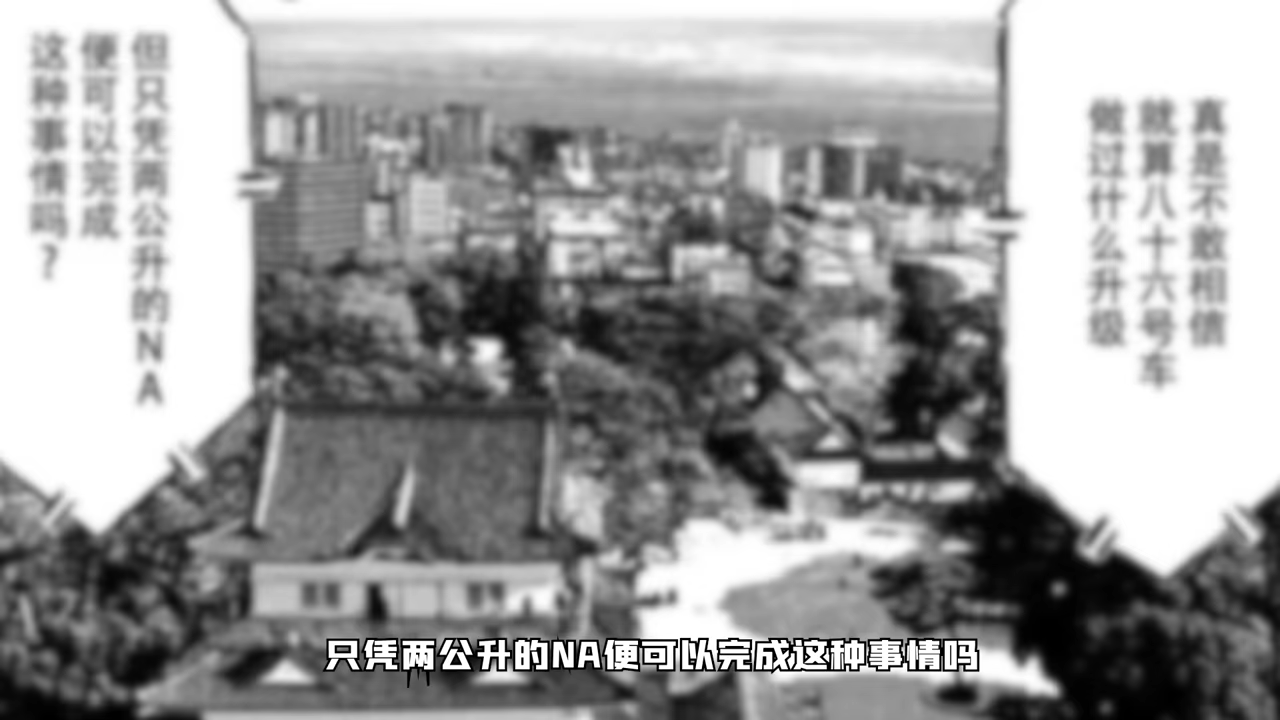 真是不敢相信
就算八十六号车
做过什么升级
但只凭两公升的NA
便可以完成
这种事情吗？
只凭两公升的NA便可以完成这种事情吗